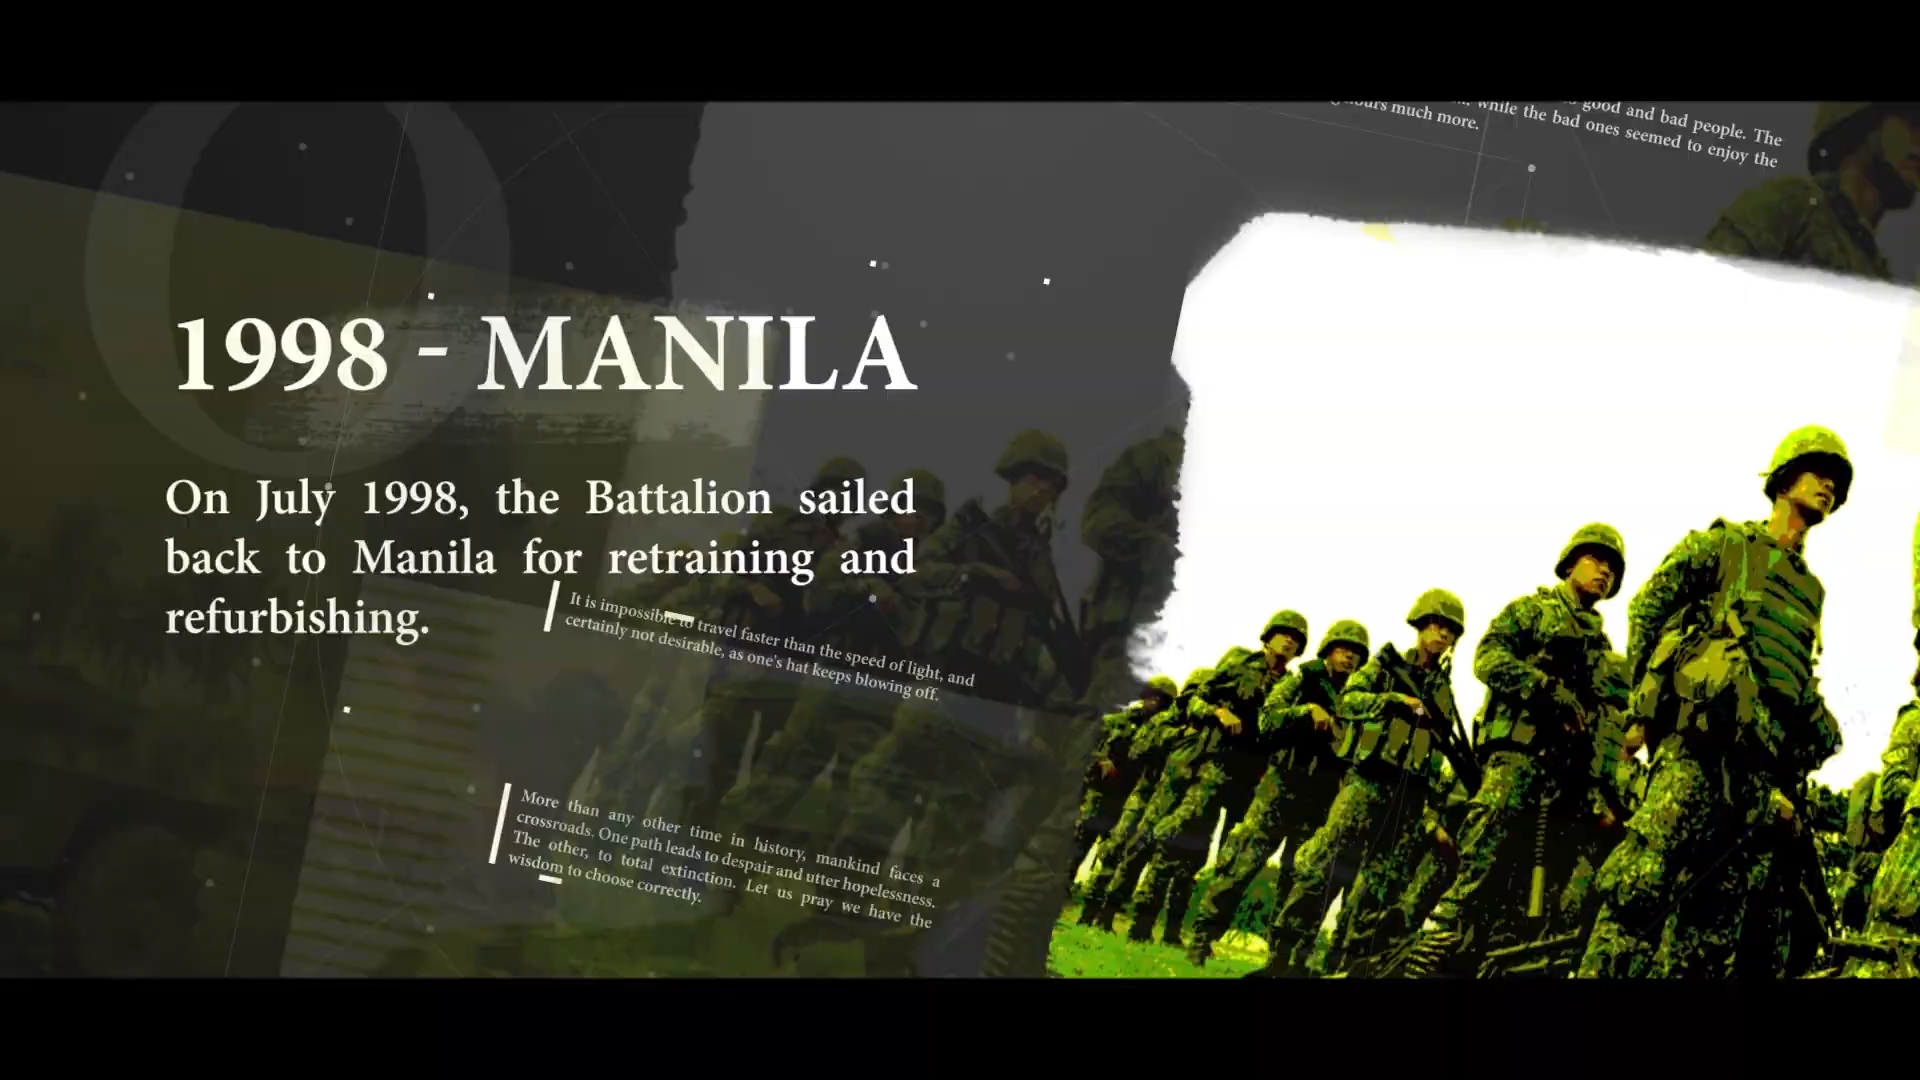 good and bad people. The
hours much more. while the bad ones seemed to enjoy the
1998 - MANILA
On July 1998, the Battalion sailed
back to Manila for retraining and
refurbishing.
It is impossible to travel faster than the speed of light, and
certainly not desirable, as one's hat keeps blowing off.
More than any other time in history, mankind faces a
crossroads. One path leads to despair and utter hopelessness.
The other, to total extinction. Let us pray we have the
wisdom to choose correctly.